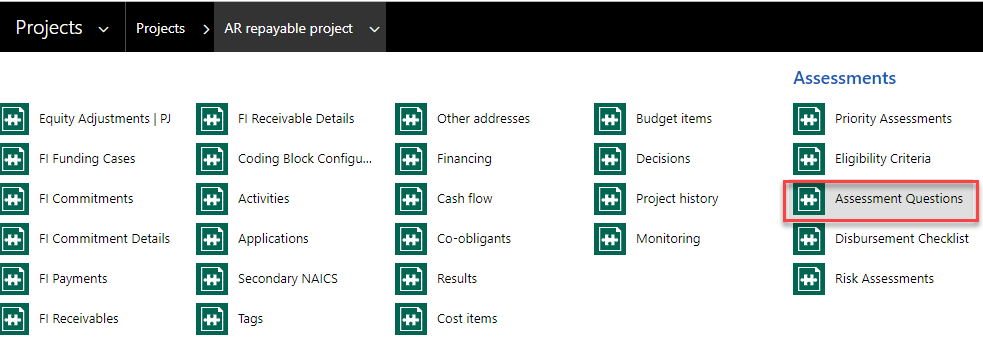 Projects
Projects
AR repayable project
Assessments
Equity Adjustments | PJ
FI Receivable Details
Other addresses
Budget items
Priority Assessments
FI Funding Cases
Coding Block Configu...
Financing
Decisions
Eligibility Criteria
FI Commitments
Activities
Cash flow
Project history
Assessment Questions
FI Commitment Details
Applications
Co-obligants
Monitoring
Disbursement Checklist
FI Payments
Secondary NAICS
Results
Risk Assessments
FI Receivables
Tags
Cost items